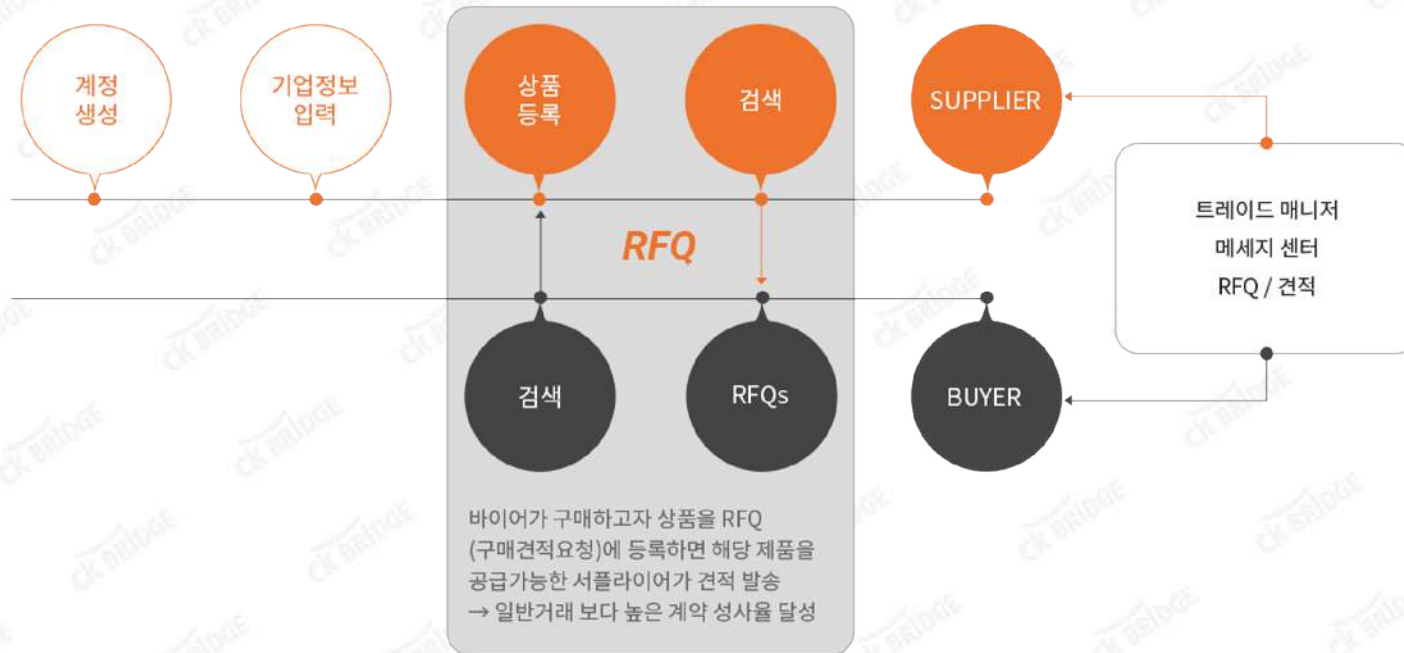 계정
생성
기업정보
입력
상품
등록
검색
SUPPLIER
RFQ
트레이드 매니저
메세지 센터
RFQ / 견적
검색
RFQs
BUYER
바이어가 구매하고자 상품을 RFQ
(구매견적요청)에 등록하면 해당 제품을
공급가능한 서플라이어가 견적 발송
→ 일반거래 보다 높은 계약 성사율 달성
CK BRIDGE